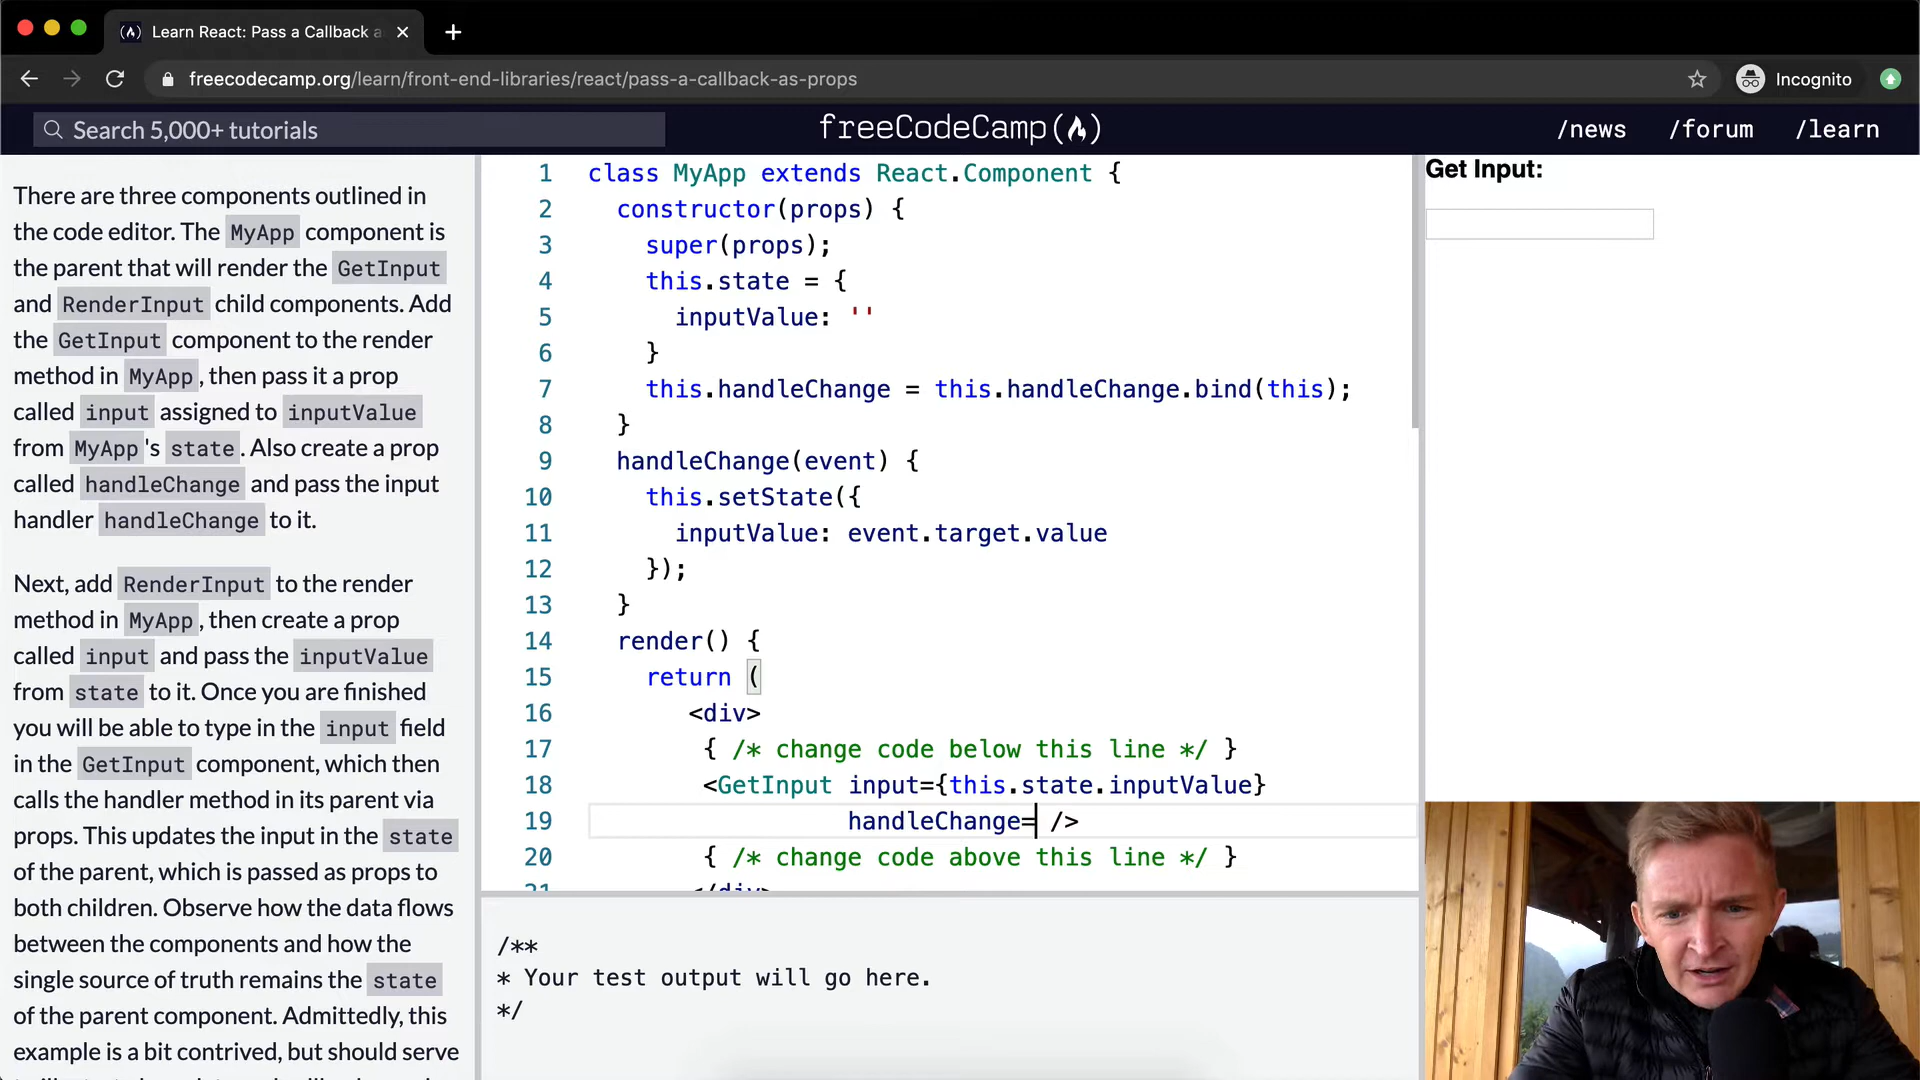 Learn React: Pass a Callback a
freecodecamp.org/learn/front-end-libraries/react/pass-a-callback-as-props
Incognito
Search 5,000+ tutorials
freeCodeCamp
/news /forum /learn
There are three components outlined in
the code editor. The MyApp component is
the parent that will render the GetInput
and RenderInput child components. Add
the GetInput component to the render
method in MyApp, then pass it a prop
called input assigned to inputValue
from MyApp's state. Also create a prop
called handleChange and pass the input
handler handleChange to it.
Next, add RenderInput to the render
method in MyApp, then create a prop
called input and pass the inputValue
from state to it. Once you are finished
you will be able to type in the input field
in the GetInput component, which then
calls the handler method in its parent via
props. This updates the input in the state
of the parent, which is passed as props to
both children. Observe how the data flows
between the components and how the
single source of truth remains the state
of the parent component. Admittedly, this
example is a bit contrived, but should serve
1 class MyApp extends React.Component {
2 constructor(props) {
3 super(props);
4 this.state = {
5 inputValue: ''
6 }
7 this.handleChange = this.handleChange.bind(this);
8 }
9 handleChange(event) {
10 this.setState({
11 inputValue: event.target.value
12 });
13 }
14 render() {
15 return (
16 <div>
17 { /* change code below this line */ }
18 <GetInput input={this.state.inputValue}
19 handleChange= />
20 { /* change code above this line */ }
21 </div>
/**
* Your test output will go here.
*/
Get Input: